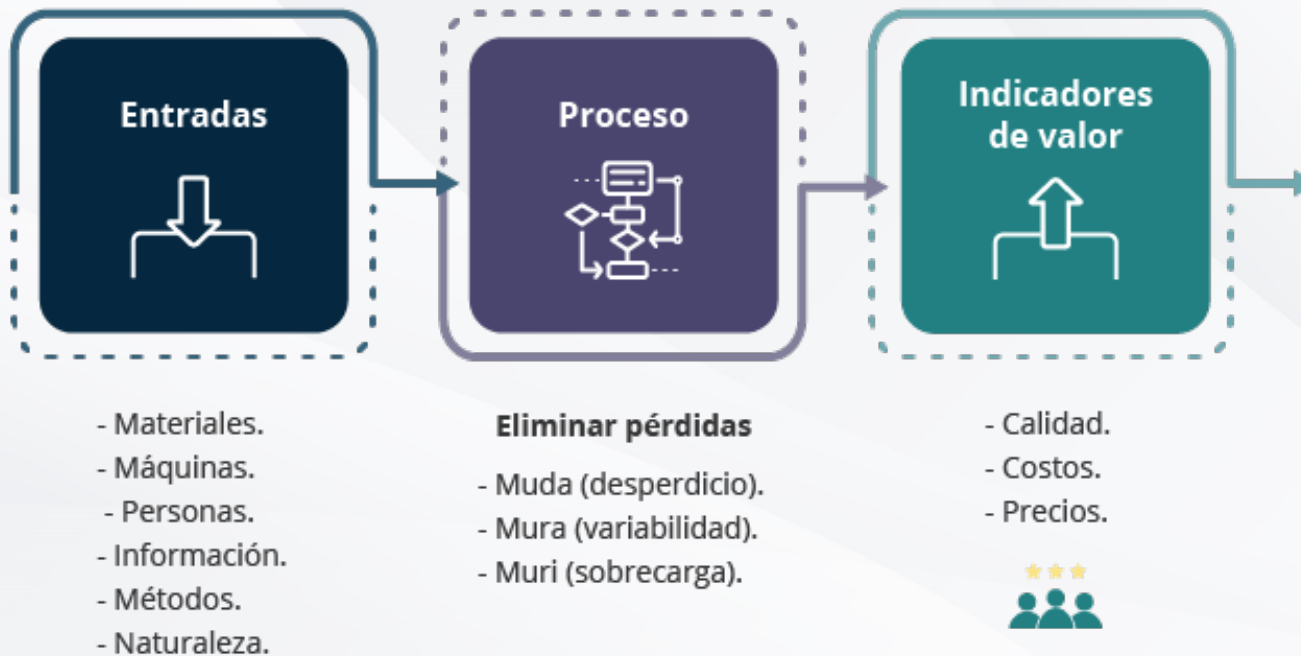 Entradas
- Materiales.
- Máquinas.
- Personas.
- Información.
- Métodos.
- Naturaleza.
Proceso
Eliminar pérdidas
- Muda (desperdicio).
- Mura (variabilidad).
- Muri (sobrecarga).
Indicadores
de valor
- Calidad.
- Costos.
- Precios.